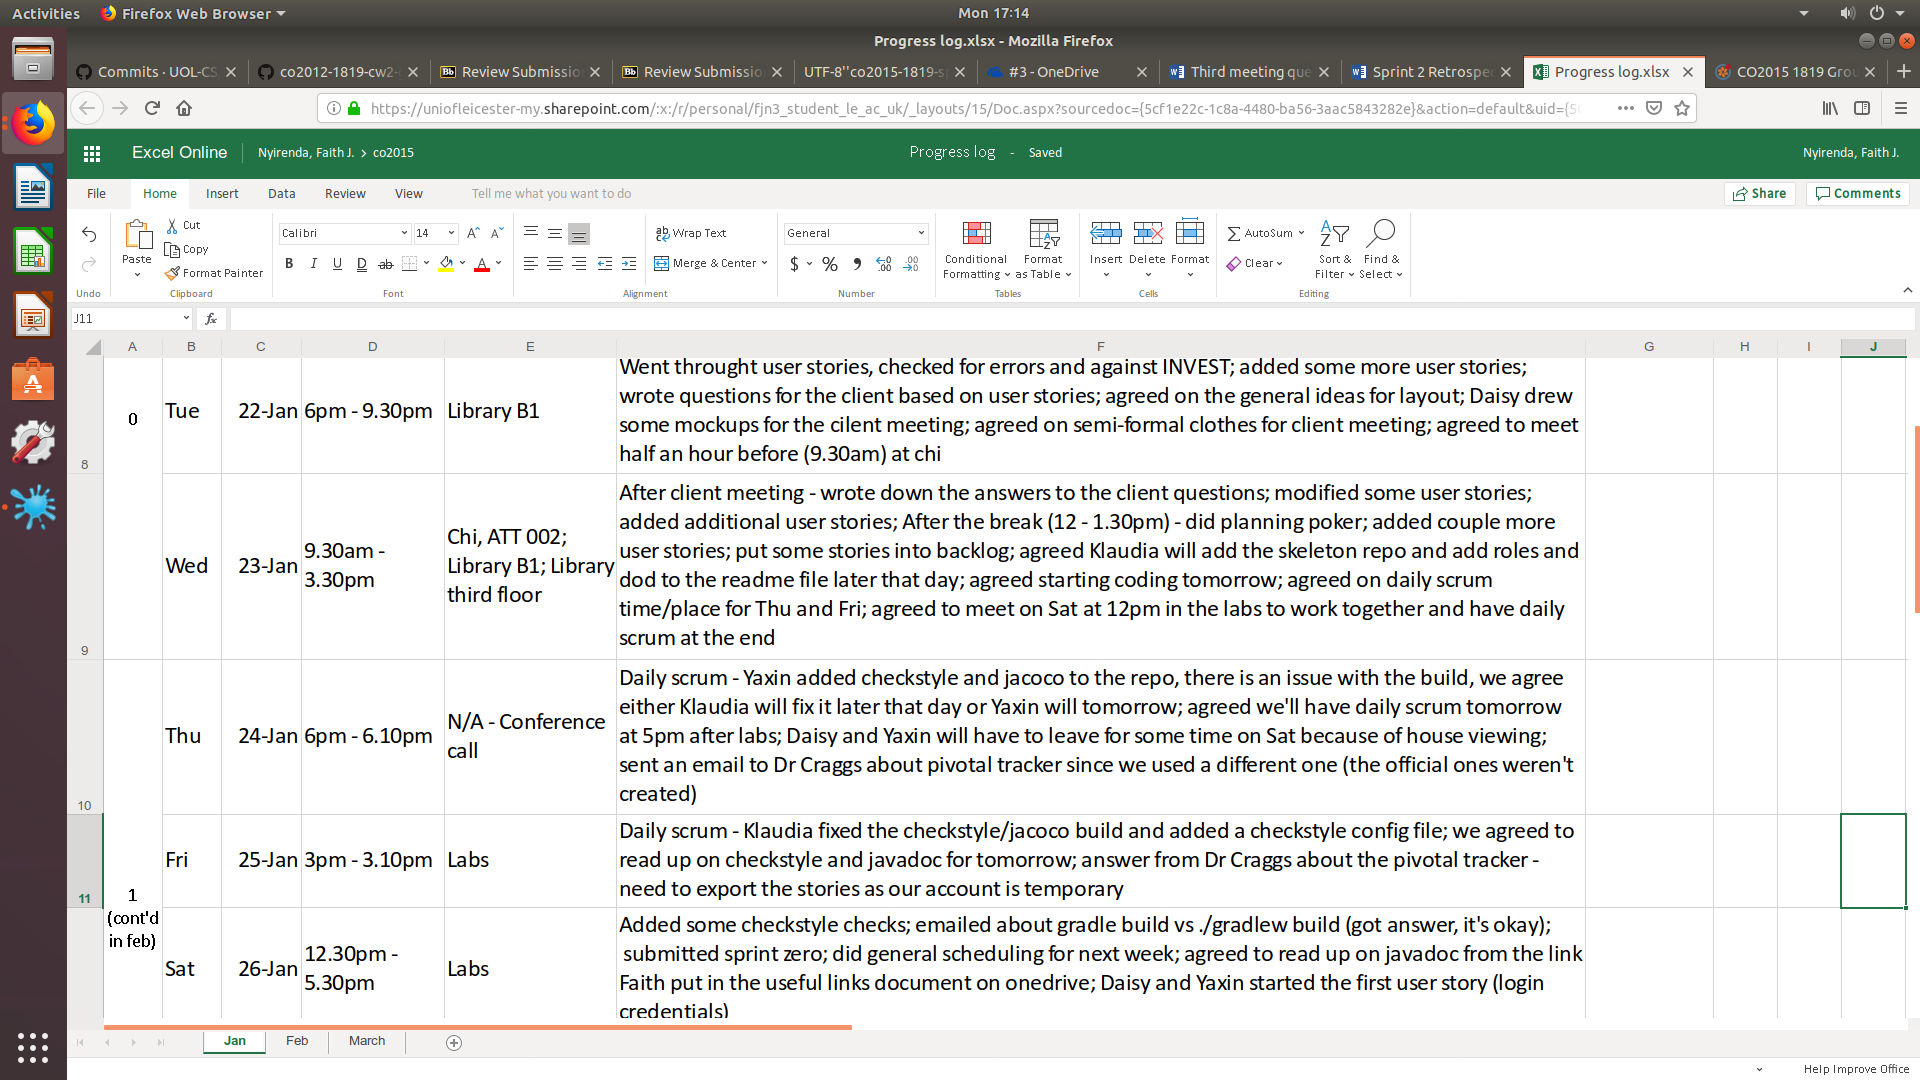 Activities Firefox Web Browser Mon 17:14
Progress log.xlsx - Mozilla Firefox
Commits · UOL-CS co2012-1819-cw2- Review Submissio Review Submissio UTF-8''co2015-1819-s #3 - OneDrive Third meeting que Sprint 2 Retrospec Progress log.xlsx CO2015 1819 Grou
https://uniofleicester-my.sharepoint.com/:x:/r/personal/fjn3_student_le_ac_uk/_layouts/15/Doc.aspx?sourcedoc={5cf1e22c-1c8a-4480-ba56-3aac5843282e}&action=default&uid={5c
Excel Online Nyirenda, Faith J. > co2015 Progress log - Saved Nyirenda, Faith J.
File Home Insert Data Review View Tell me what you want to do Share Comments
Cut
Copy
Format Painter
Paste
Undo Clipboard
Calibri 14
B I U D ab A
Font
Wrap Text
Merge & Center
Alignment
General
$ % , .00 .00
Number
Conditional Formatting
Format as Table
Tables
Insert Delete Format
Cells
AutoSum
Clear
Sort & Filter
Find & Select
Editing
J11 fx
A B C D E F G H I J
0
8 Tue 22-Jan 6pm - 9.30pm Library B1
Went throught user stories, checked for errors and against INVEST; added some more user stories;
wrote questions for the client based on user stories; agreed on the general ideas for layout; Daisy drew
some mockups for the cilent meeting; agreed on semi-formal clothes for client meeting; agreed to meet
half an hour before (9.30am) at chi
9 Wed 23-Jan 9.30am -
3.30pm
Chi, ATT 002;
Library B1; Library
third floor
After client meeting - wrote down the answers to the client questions; modified some user stories;
added additional user stories; After the break (12 - 1.30pm) - did planning poker; added couple more
user stories; put some stories into backlog; agreed Klaudia will add the skeleton repo and add roles and
dod to the readme file later that day; agreed starting coding tomorrow; agreed on daily scrum
time/place for Thu and Fri; agreed to meet on Sat at 12pm in the labs to work together and have daily
scrum at the end
10 Thu 24-Jan 6pm - 6.10pm N/A - Conference
call
Daily scrum - Yaxin added checkstyle and jacoco to the repo, there is an issue with the build, we agree
either Klaudia will fix it later that day or Yaxin will tomorrow; agreed we'll have daily scrum tomorrow
at 5pm after labs; Daisy and Yaxin will have to leave for some time on Sat because of house viewing;
sent an email to Dr Craggs about pivotal tracker since we used a different one (the official ones weren't
created)
11 Fri 25-Jan 3pm - 3.10pm Labs
Daily scrum - Klaudia fixed the checkstyle/jacoco build and added a checkstyle config file; we agreed to
read up on checkstyle and javadoc for tomorrow; answer from Dr Craggs about the pivotal tracker -
need to export the stories as our account is temporary
1
(cont'd
in feb)
Sat 26-Jan 12.30pm -
5.30pm
Labs
Added some checkstyle checks; emailed about gradle build vs ./gradlew build (got answer, it's okay);
submitted sprint zero; did general scheduling for next week; agreed to read up on javadoc from the link
Faith put in the useful links document on onedrive; Daisy and Yaxin started the first user story (login
credentials)
Jan Feb March
Help Improve Office